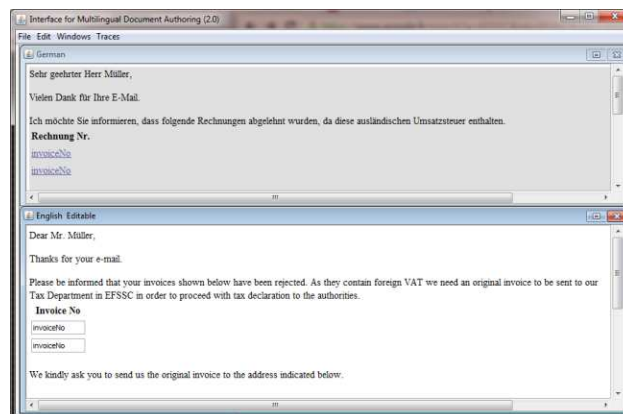 Interface for Multilingual Document Authoring (2.0)
File Edit Windows Traces
German
Sehr geehrter Herr Müller,
Vielen Dank für Ihre E-Mail.
Ich möchte Sie informieren, dass folgende Rechnungen abgelehnt wurden, da diese ausländischen Umsatzsteuer enthalten.
Rechnung Nr.
invoiceNo
invoiceNo
English Editable
Dear Mr. Müller,
Thanks for your e-mail.
Please be informed that your invoices shown below have been rejected. As they contain foreign VAT we need an original invoice to be sent to our
Tax Department in EFSSC in order to proceed with tax declaration to the authorities.
Invoice No
invoiceNo
invoiceNo
We kindly ask you to send us the original invoice to the address indicated below.